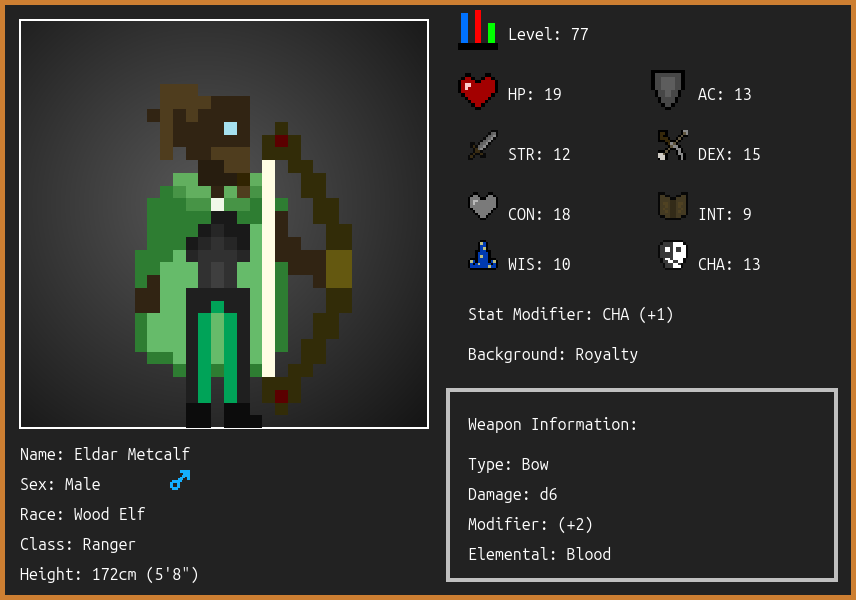 Level: 77
HP: 19
AC: 13
STR: 12
DEX: 15
CON: 18
INT: 9
WIS: 10
CHA: 13
Stat Modifier: CHA (+1)
Background: Royalty
Weapon Information:
Type: Bow
Damage: d6
Modifier: (+2)
Elemental: Blood
Name: Eldar Metcalf
Sex: Male
Race: Wood Elf
Class: Ranger
Height: 172cm (5'8")